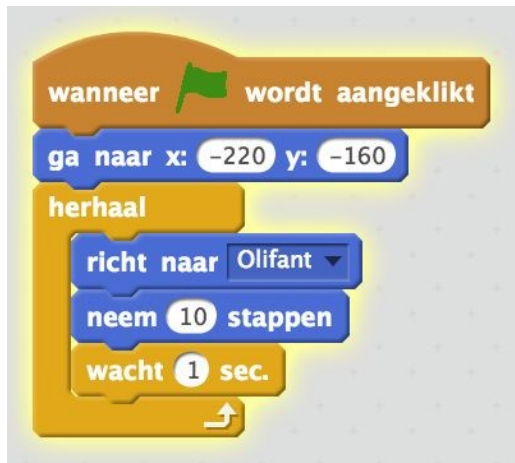 wanneer wordt aangeklikt
ga naar x: -220 y: -160
herhaal
richt naar Olifant
neem 10 stappen
wacht 1 sec.